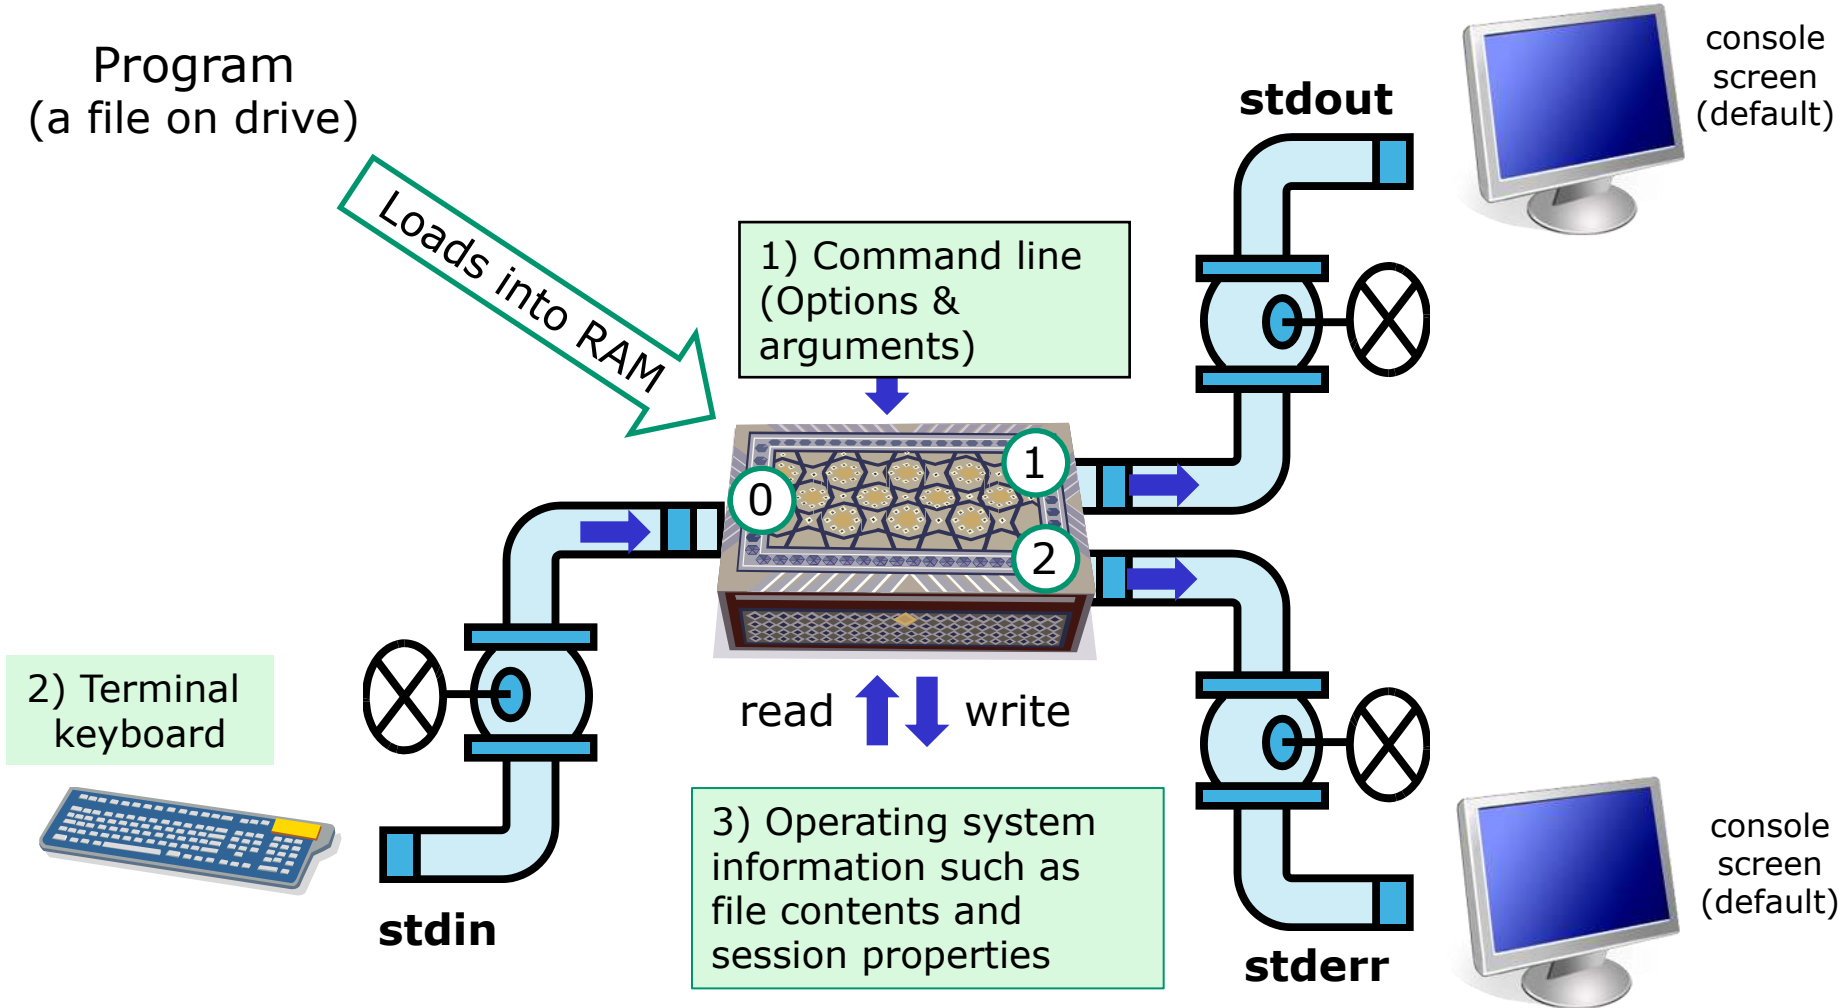 Program
(a file on drive)
Loads into RAM
1) Command line
(Options &
arguments)
stdout
console
screen
(default)
0
1
2
2) Terminal
keyboard
stdin
read
write
3) Operating system
information such as
file contents and
session properties
stderr
console
screen
(default)